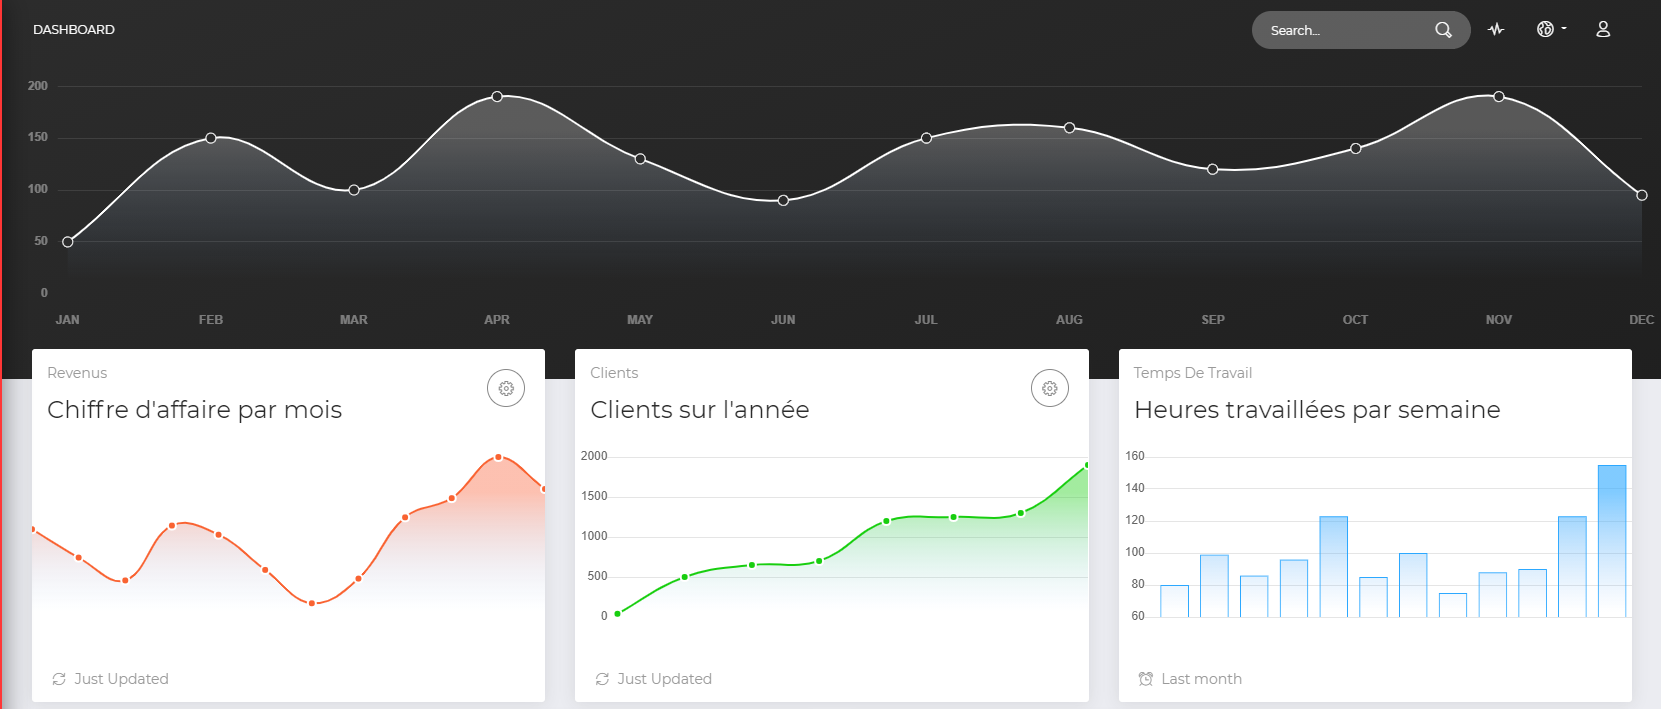 DASHBOARD
Search...
200
150
100
50
0
JAN FEB MAR APR MAY JUN JUL AUG SEP OCT NOV DEC
Revenus
Chiffre d'affaire par mois
Just Updated
Clients
Clients sur l'année
2000
1500
1000
500
0
Just Updated
Temps De Travail
Heures travaillées par semaine
160
140
120
100
80
60
Last month